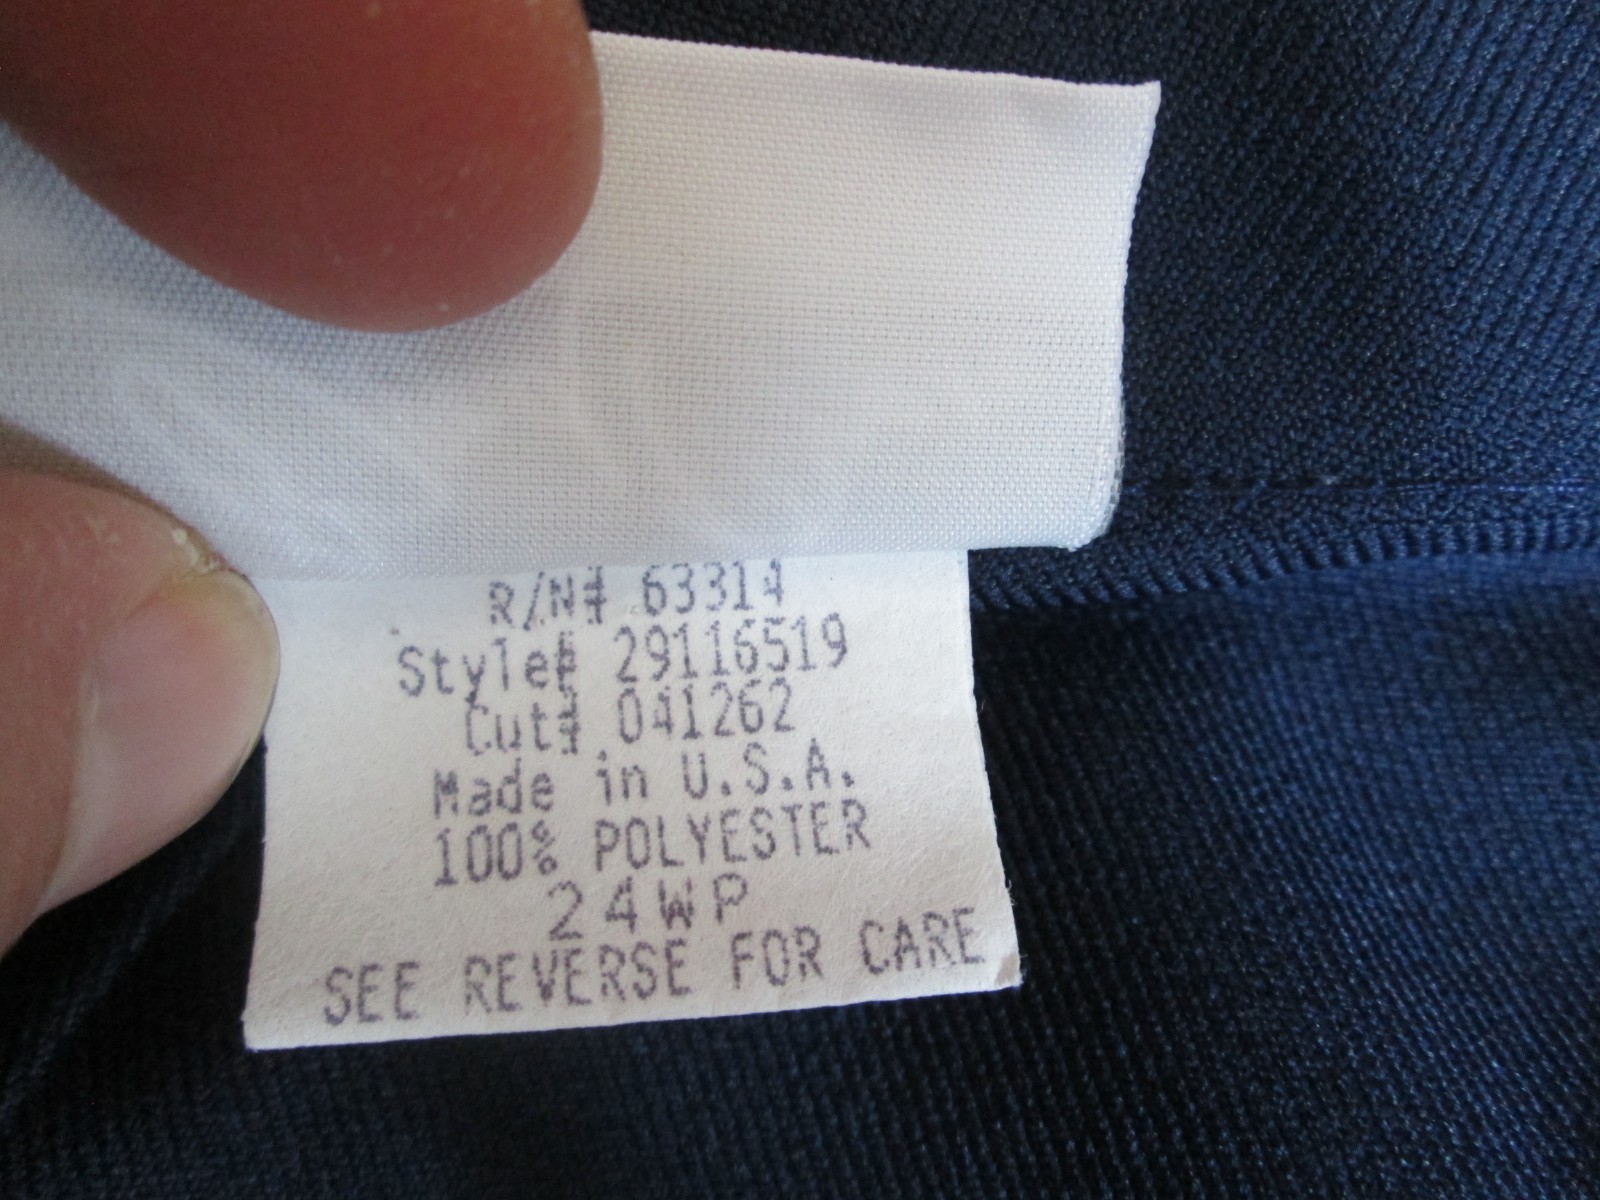 R/N# 63314
Style# 29116519
Cut# 041262
Made in U.S.A.
100% POLYESTER
24WP
SEE REVERSE FOR CARE